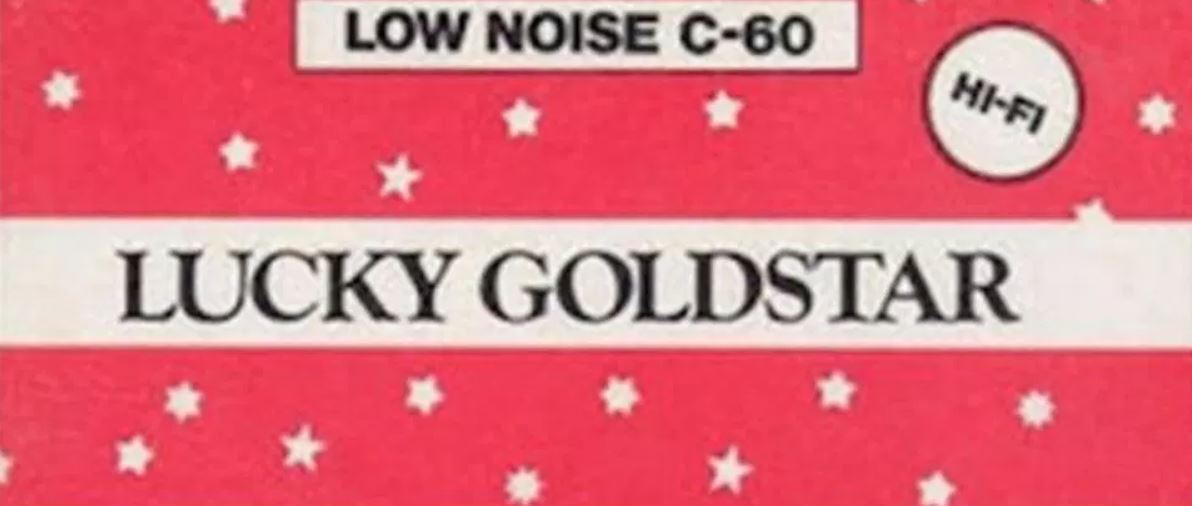 LOW NOISE C-60
HI-FI
LUCKY GOLDSTAR